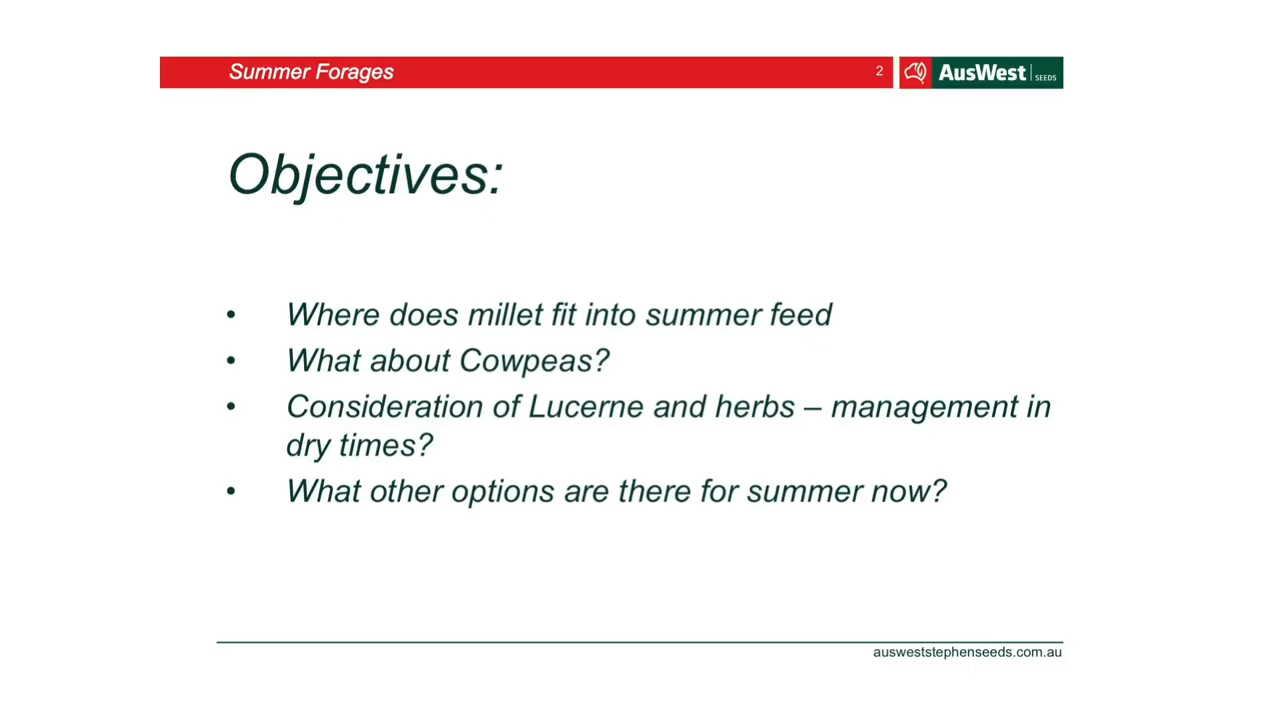 Summer Forages
2
AusWest SEEDS
Objectives:
• Where does millet fit into summer feed
• What about Cowpeas?
• Consideration of Lucerne and herbs – management in
dry times?
• What other options are there for summer now?
ausweststephenseeds.com.au